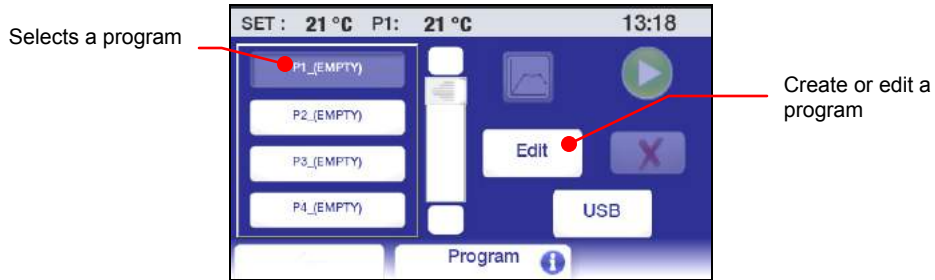 SET : 21 °C P1: 21 °C 13:18
Selects a program
P1_(EMPTY)
Create or edit a
program
P2_(EMPTY)
Edit
P3_(EMPTY)
P4_(EMPTY)
USB
Program